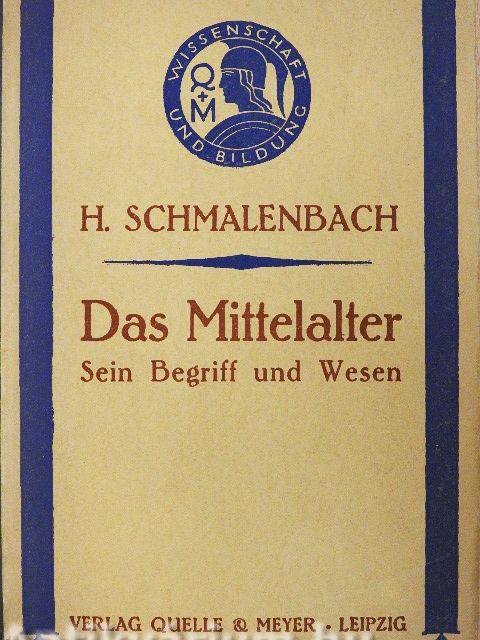 WISSENSCHAFT
UND BILDUNG
Q
+
M
H. SCHMALENBACH
Das Mittelalter
Sein Begriff und Wesen
VERLAG QUELLE & MEYER · LEIPZIG